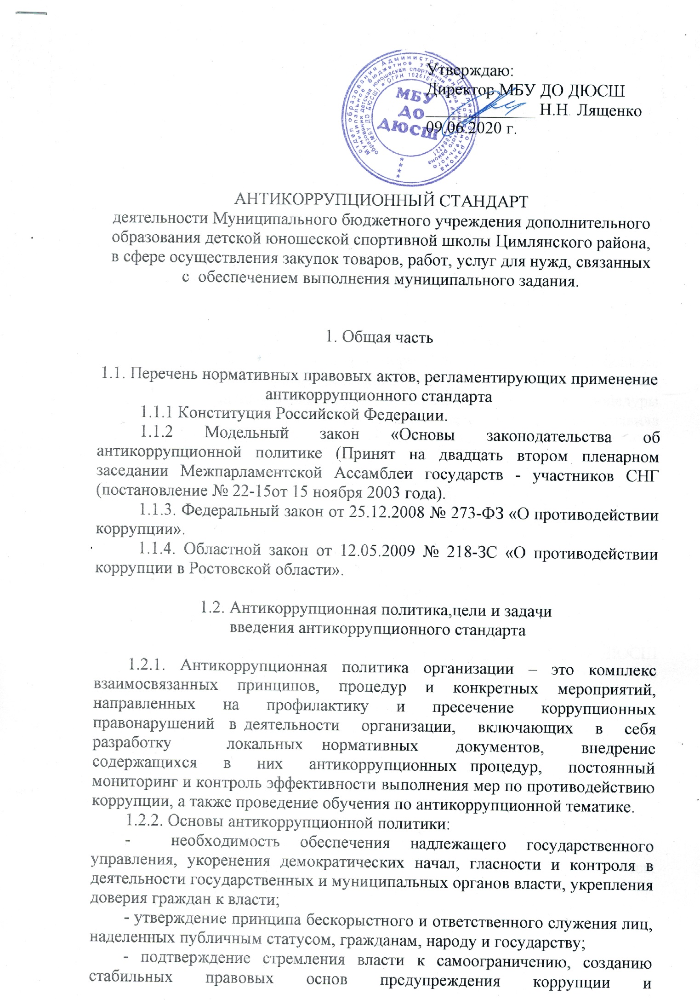 Утверждаю:
Директор МБУ ДО ДЮСШ
Н.Н. Лященко
09.06.2020 г.
МБУ
ДО
ДЮСШ
АНТИКОРРУПЦИОННЫЙ СТАНДАРТ
деятельности Муниципального бюджетного учреждения дополнительного
образования детской юношеской спортивной школы Цимлянского района,
в сфере осуществления закупок товаров, работ, услуг для нужд, связанных
с обеспечением выполнения муниципального задания.
1. Общая часть
1.1. Перечень нормативных правовых актов, регламентирующих применение
антикоррупционного стандарта
1.1.1 Конституция Российской Федерации.
1.1.2 Модельный закон «Основы законодательства об
антикоррупционной политике (Принят на двадцать втором пленарном
заседании Межпарламентской Ассамблеи государств - участников СНГ
(постановление № 22-15от 15 ноября 2003 года).
1.1.3. Федеральный закон от 25.12.2008 № 273-ФЗ «О противодействии
коррупции».
1.1.4. Областной закон от 12.05.2009 № 218-ЗС «О противодействии
коррупции в Ростовской области».
1.2. Антикоррупционная политика,цели и задачи
введения антикоррупционного стандарта
1.2.1. Антикоррупционная политика организации – это комплекс
взаимосвязанных принципов, процедур и конкретных мероприятий,
направленных на профилактику и пресечение коррупционных
правонарушений в деятельности организации, включающих в себя
разработку локальных нормативных документов, внедрение
содержащихся в них антикоррупционных процедур, постоянный
мониторинг и контроль эффективности выполнения мер по противодействию
коррупции, а также проведение обучения по антикоррупционной тематике.
1.2.2. Основы антикоррупционной политики:
- необходимость обеспечения надлежащего государственного
управления, укоренения демократических начал, гласности и контроля в
деятельности государственных и муниципальных органов власти, укрепления
доверия граждан к власти;
- утверждение принципа бескорыстного и ответственного служения лиц,
наделенных публичным статусом, гражданам, народу и государству;
- подтверждение стремления власти к самоограничению, созданию
стабильных правовых основ предупреждения коррупции и